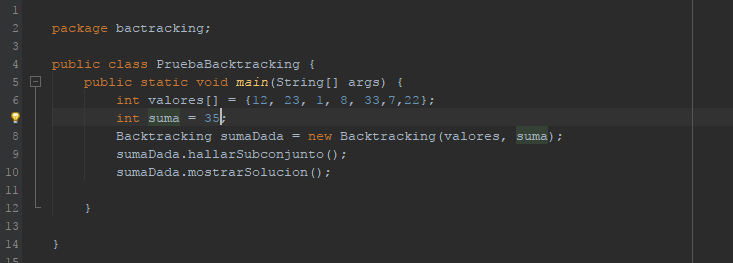 1
2 package bactracking;
3
4 public class PruebaBacktracking {
5 public static void main(String[] args) {
6 int valores[] = {12, 23, 1, 8, 33,7,22};
int suma = 35;
8 Backtracking sumaDada = new Backtracking(valores, suma);
9 sumaDada.hallarSubconjunto();
10 sumaDada.mostrarSolucion();
11
12 }
13
14 }
15